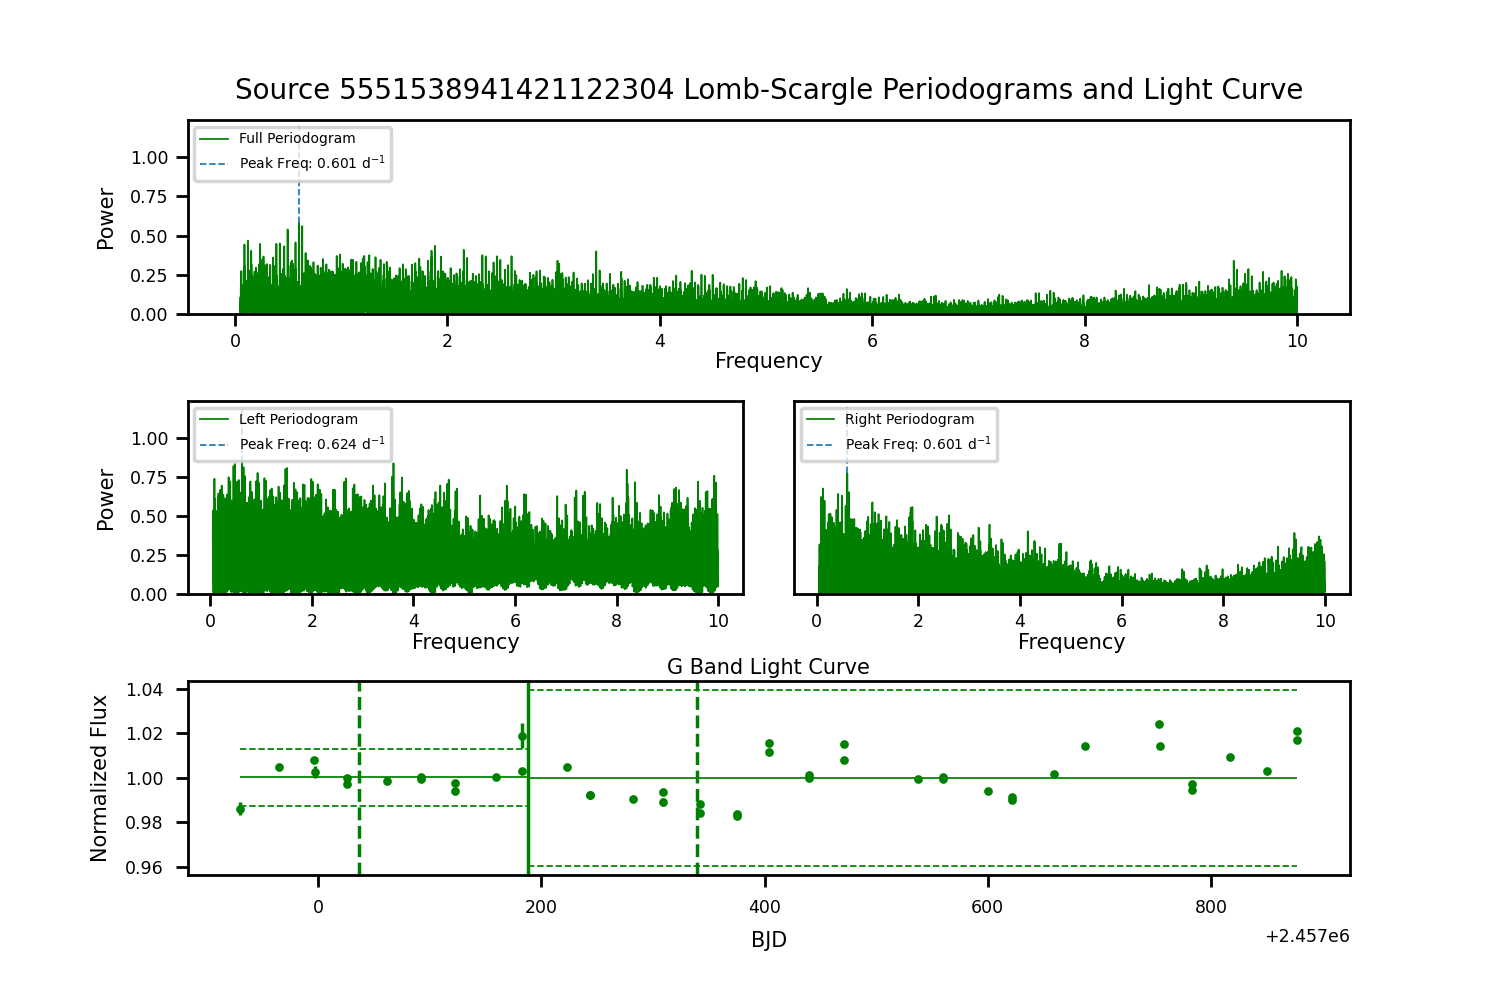 Source 5551538941421122304 Lomb-Scargle Periodograms and Light Curve
Full Periodogram
Peak Freq: 0.601 d⁻¹
Power
1.00
0.75
0.50
0.25
0.00
0 2 4 6 8 10
Frequency
Left Periodogram
Peak Freq: 0.624 d⁻¹
Power
1.00
0.75
0.50
0.25
0.00
0 2 4 6 8 10
Frequency
Right Periodogram
Peak Freq: 0.601 d⁻¹
0 2 4 6 8 10
Frequency
G Band Light Curve
Normalized Flux
1.04
1.02
1.00
0.98
0.96
0 200 400 600 800
BJD
+2.457e6